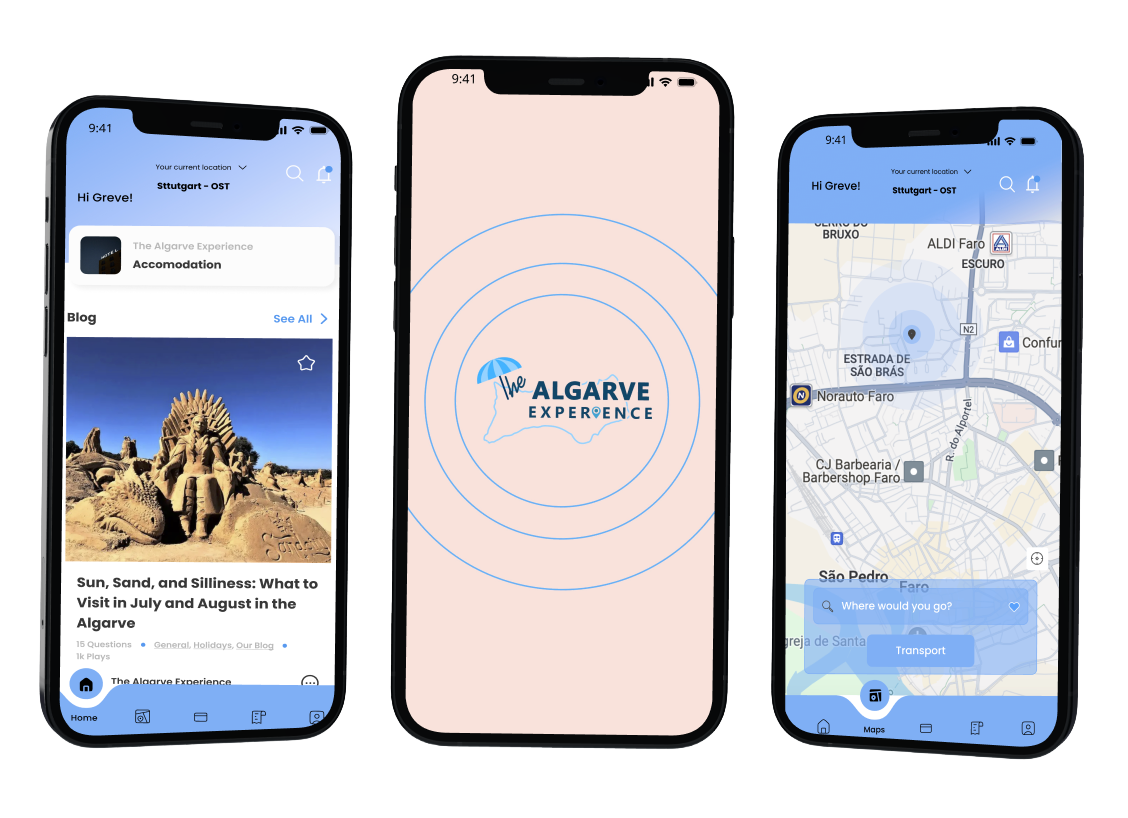 9:41
Your current location
Sttutgart - OST
Hi Greve!
HOTEL
The Algarve Experience
Accomodation
Blog
See All
Sun, Sand, and Silliness: What to
Visit in July and August in the
Algarve
15 Questions
General, Holidays, Our Blog
1k Plays
The Algarve Experience
Home
9:41
The ALGARVE
EXPERIENCE
9:41
Your current location
Hi Greve!
Sttutgart - OST
CERRO DO
BRUXO
ALDI Faro
ESCURO
N2
Confur
ESTRADA DE
SÃO BRÁS
Norauto Faro
R. do Alportel
CJ Barbearia /
Barbershop Faro
São Pedro
Faro
Where would you go?
greja de Santa
Transport
Maps